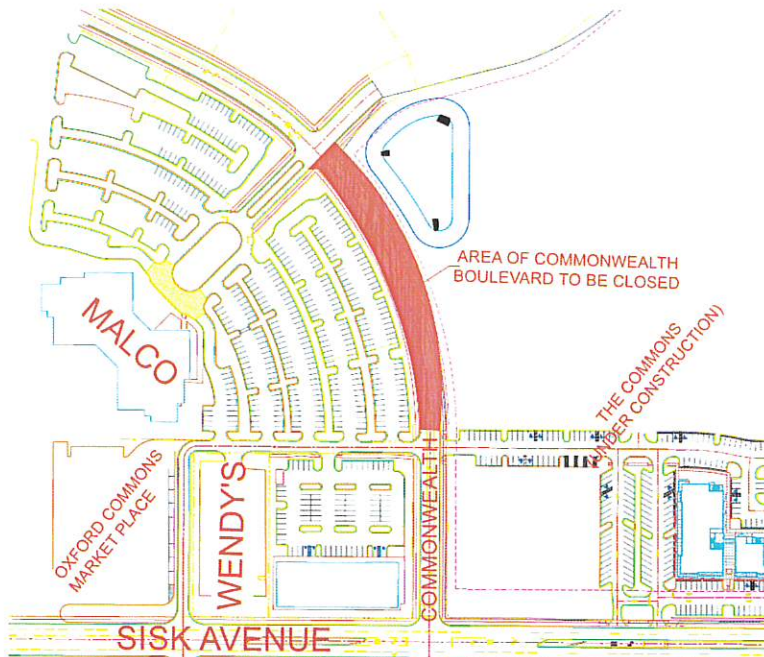 AREA OF COMMONWEALTH
BOULEVARD TO BE CLOSED
MALCO
THE COMMONS
UNDER CONSTRUCTION)
OXFORD COMMONS
MARKET PLACE
WENDY'S
COMMONWEALTH
SISK AVENUE